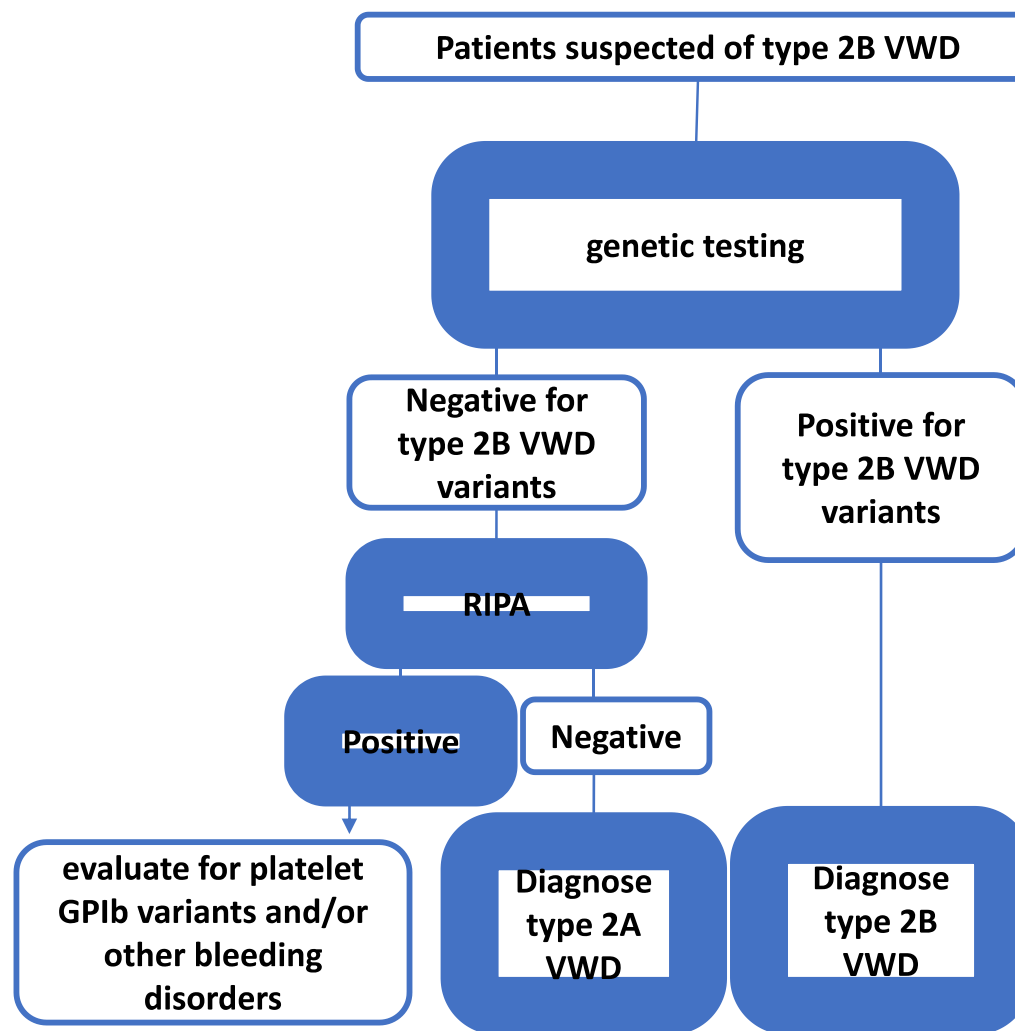 Patients suspected of type 2B VWD
genetic testing
Negative for
type 2B VWD
variants
Positive for
type 2B VWD
variants
RIPA
Positive
Negative
evaluate for platelet
GPIb variants and/or
other bleeding
disorders
Diagnose
type 2A
VWD
Diagnose
type 2B
VWD